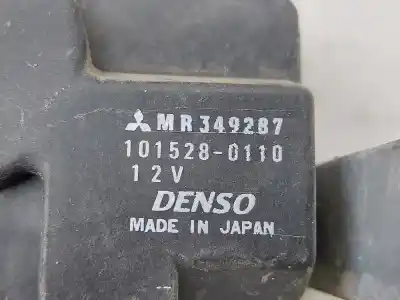 MR349287
101528-0110
12V
DENSO
MADE IN JAPAN